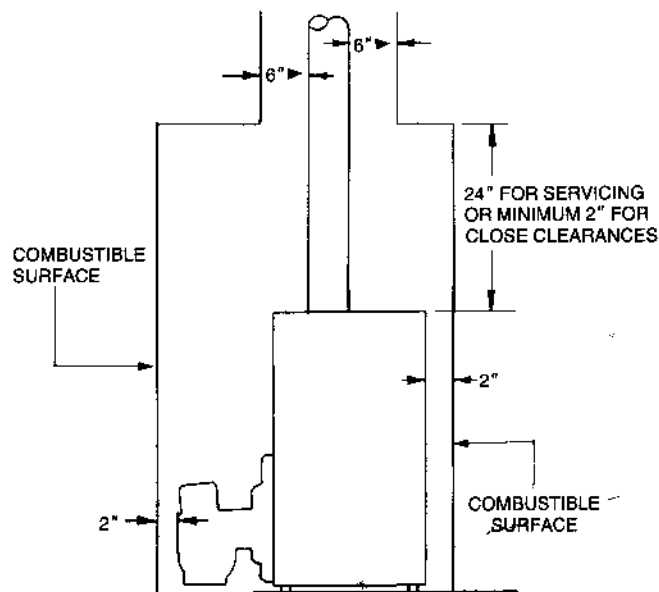 6"
6"
24" FOR SERVICING
OR MINIMUM 2" FOR
CLOSE CLEARANCES
COMBUSTIBLE
SURFACE
2"
2"
COMBUSTIBLE
SURFACE